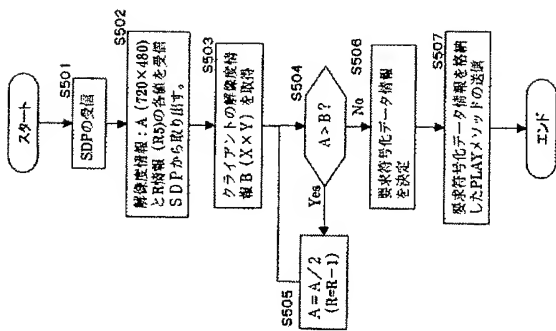 スタート
S501
SDPの受信
S502
解像度情報：A（720×480）
とR情報（R5）の各値を受信
SDPから取り出す。
S503
クライアントの解像度情
報B（X×Y）を取得
S504
A＞B？
Yes
No
S505
A＝A／2
(R=R-1)
S506
要求符号化データ情報
を決定
S507
要求符号化データ情報を格納
したPLAYメソッドの送信
エンド